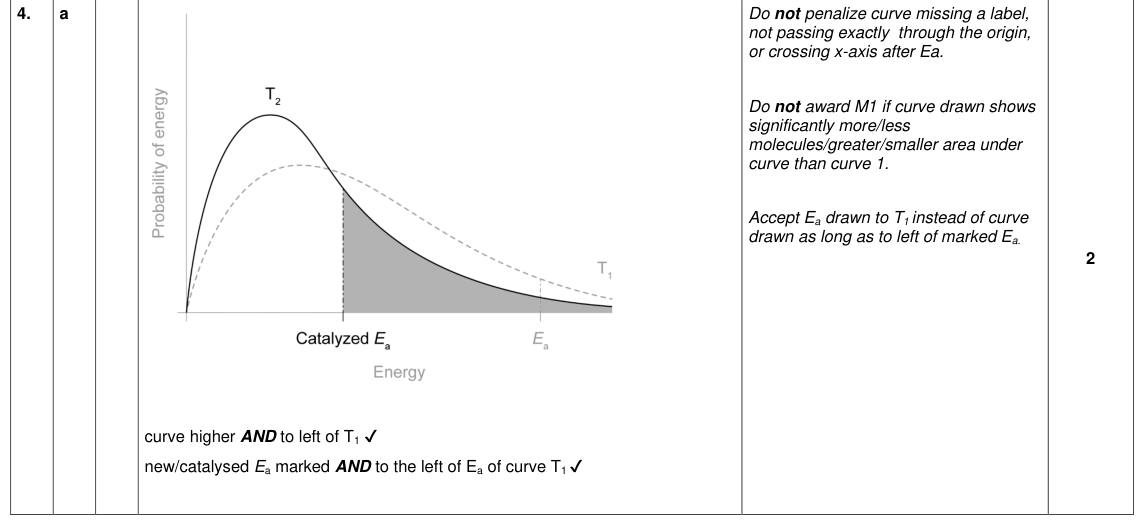 4.
a
Probability of energy
T2
T1
Catalyzed Ea
Ea
Energy
curve higher AND to left of T1 ✓
new/catalysed Ea marked AND to the left of Ea of curve T1 ✓
Do not penalize curve missing a label,
not passing exactly through the origin,
or crossing x-axis after Ea.
Do not award M1 if curve drawn shows
significantly more/less
molecules/greater/smaller area under
curve than curve 1.
Accept Ea drawn to T1 instead of curve
drawn as long as to left of marked Ea.
2